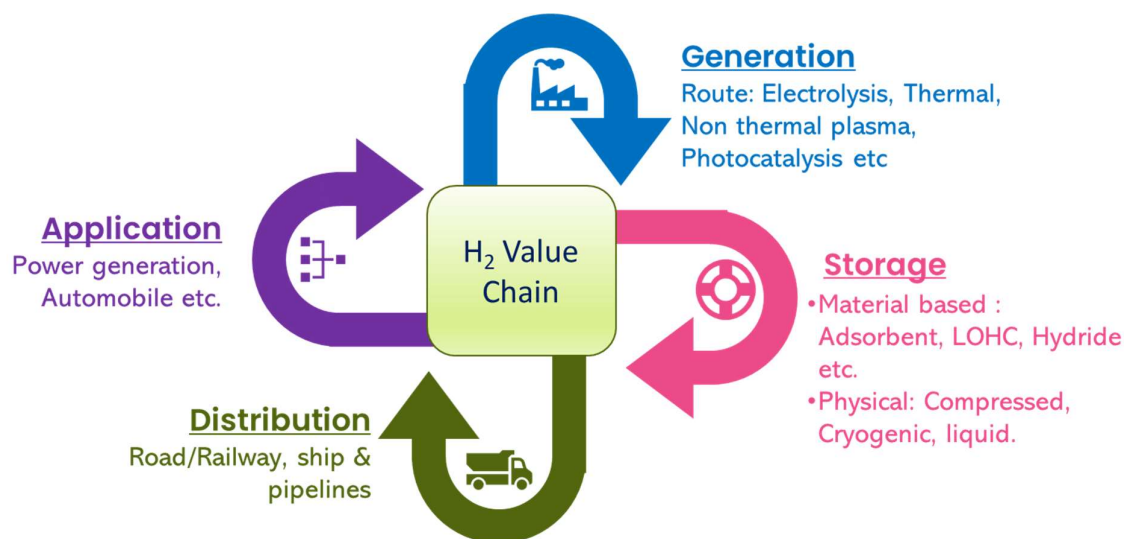 Generation
Route: Electrolysis, Thermal,
Non thermal plasma,
Photocatalysis etc
Application
Power generation,
Automobile etc.
H₂ Value
Chain
Storage
•Material based :
Adsorbent, LOHC, Hydride
etc.
•Physical: Compressed,
Cryogenic, liquid.
Distribution
Road/Railway, ship &
pipelines